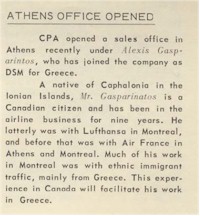 ATHENS OFFICE OPENED
CPA opened a sales office in
Athens recently under Alexis Gasp-
arintos, who has joined the company as
DSM for Greece.
A native of Caphalonia in the
Ionian Islands, Mr. Gasparinatos is a
Canadian citizen and has been in the
airline business for nine years. He
latterly was with Lufthansa in Montreal,
and before that was with Air France in
Athens and Montreal. Much of his work
in Montreal was with ethnic immigrant
traffic, mainly from Greece. This exper-
ience in Canada will facilitate his work
in Greece.